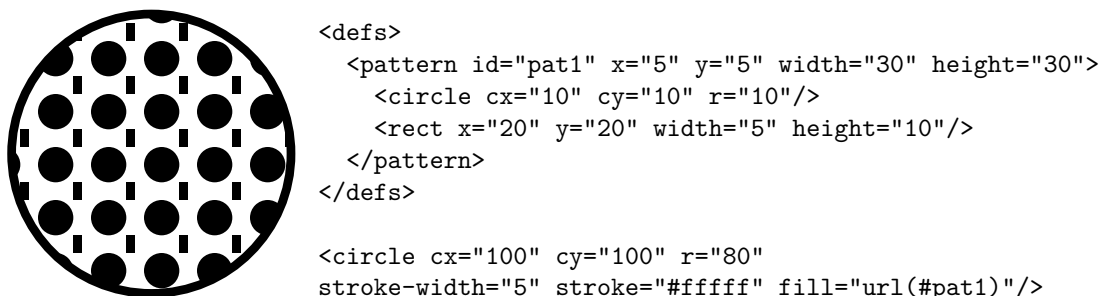 <defs>
<pattern id="pat1" x="5" y="5" width="30" height="30">
<circle cx="10" cy="10" r="10"/>
<rect x="20" y="20" width="5" height="10"/>
</pattern>
</defs>
<circle cx="100" cy="100" r="80"
stroke-width="5" stroke="#fffff" fill="url(#pat1)"/>